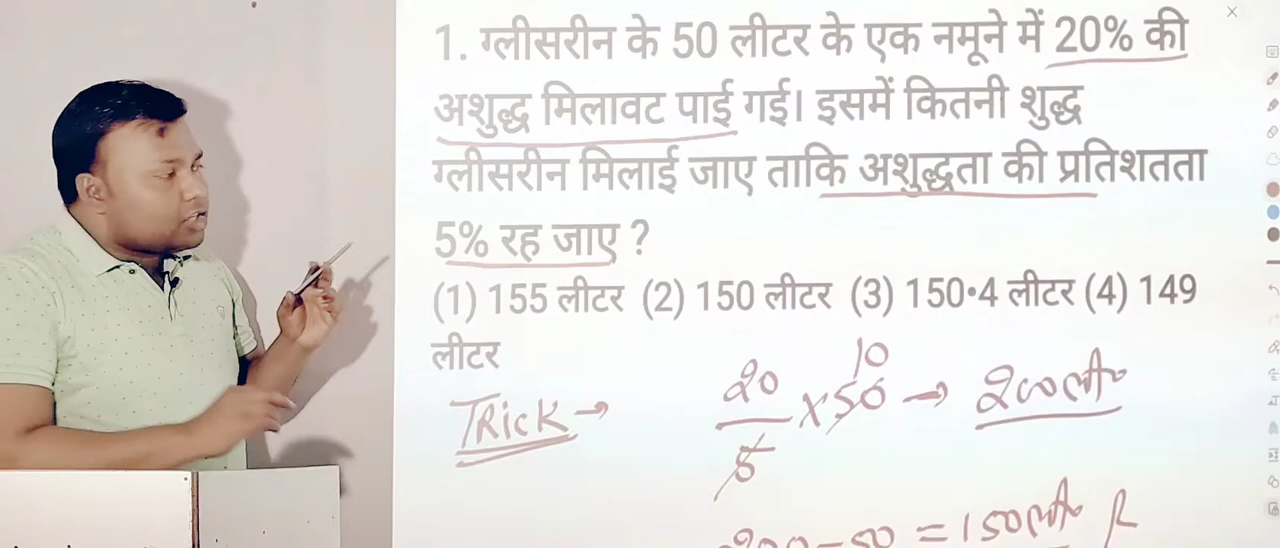 1. ग्लीसरीन के 50 लीटर के एक नमूने में 20% की
अशुद्ध मिलावट पाई गई। इसमें कितनी शुद्ध
ग्लीसरीन मिलाई जाए ताकि अशुद्धता की प्रतिशतता
5% रह जाए ?
(1) 155 लीटर (2) 150 लीटर (3) 150•4 लीटर (4) 149
लीटर
10
TRick → 20/5 × 50 → 200ली०
200 - 50 = 150ली०